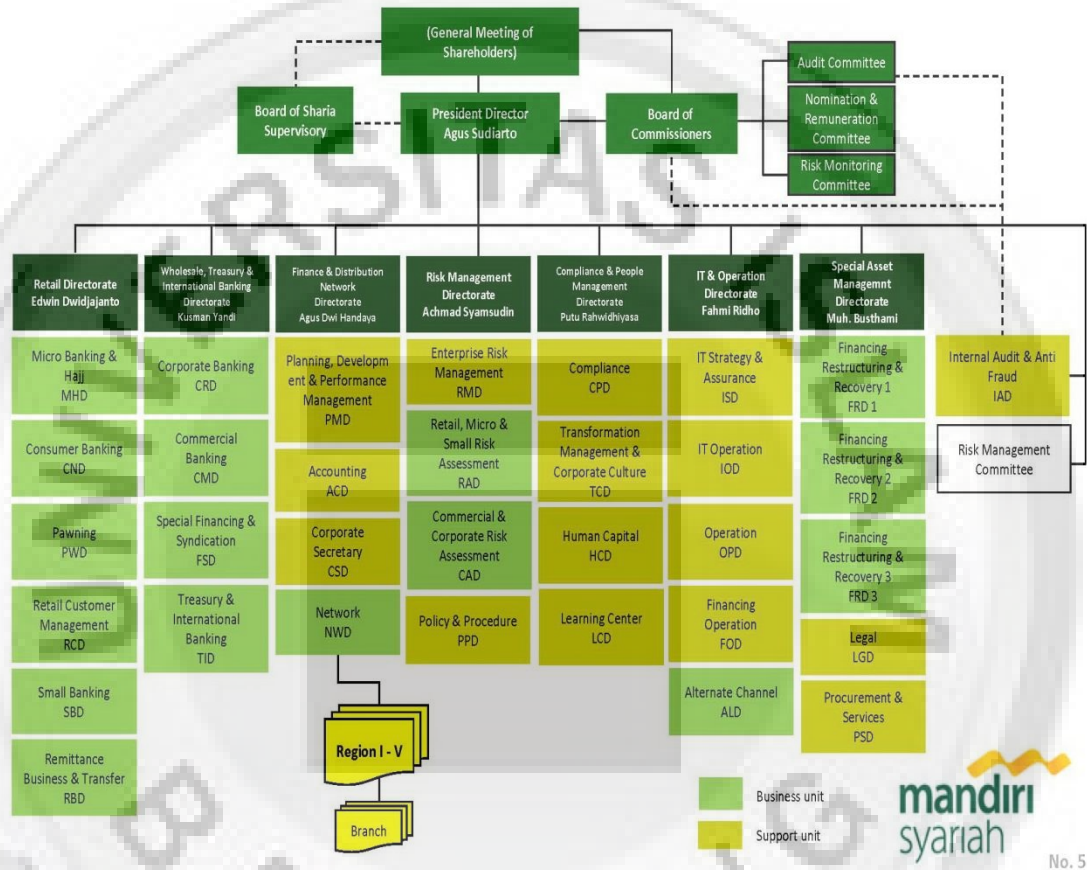 (General Meeting of
Shareholders)
Board of Sharia
Supervisory
President Director
Agus Sudiarto
Board of
Commissioners
Audit Committee
Nomination &
Remuneration
Committee
Risk Monitoring
Committee
Retail Directorate
Edwin Dwidjajanto
Micro Banking &
Hajj
MHD
Consumer Banking
CND
Pawning
PWD
Retail Customer
Management
RCD
Small Banking
SBD
Remittance
Business & Transfer
RBD
Wholesale, Treasury &
International Banking
Directorate
Kusman Yandi
Corporate Banking
CRD
Commercial
Banking
CMD
Special Financing &
Syndication
FSD
Treasury &
International
Banking
TID
Finance & Distribution
Network
Directorate
Agus Dwi Handaya
Planning, Developm
ent & Performance
Management
PMD
Accounting
ACD
Corporate
Secretary
CSD
Network
NWD
Region I - V
Branch
Risk Management
Directorate
Achmad Syamsudin
Enterprise Risk
Management
RMD
Retail, Micro &
Small Risk
Assessment
RAD
Commercial &
Corporate Risk
Assessment
CAD
Policy & Procedure
PPD
Compliance & People
Management
Directorate
Putu Rahwidhiyasa
Compliance
CPD
Transformation
Management &
Corporate Culture
TCD
Human Capital
HCD
Learning Center
LCD
IT & Operation
Directorate
Fahmi Ridho
IT Strategy &
Assurance
ISD
IT Operation
IOD
Operation
OPD
Financing
Operation
FOD
Alternate Channel
ALD
Special Asset
Managemnt
Directorate
Muh. Busthami
Financing
Restructuring &
Recovery 1
FRD 1
Financing
Restructuring &
Recovery 2
FRD 2
Financing
Restructuring &
Recovery 3
FRD 3
Legal
LGD
Procurement &
Services
PSD
Internal Audit & Anti
Fraud
IAD
Risk Management
Committee
Business unit
Support unit
mandiri
syariah
No. 5